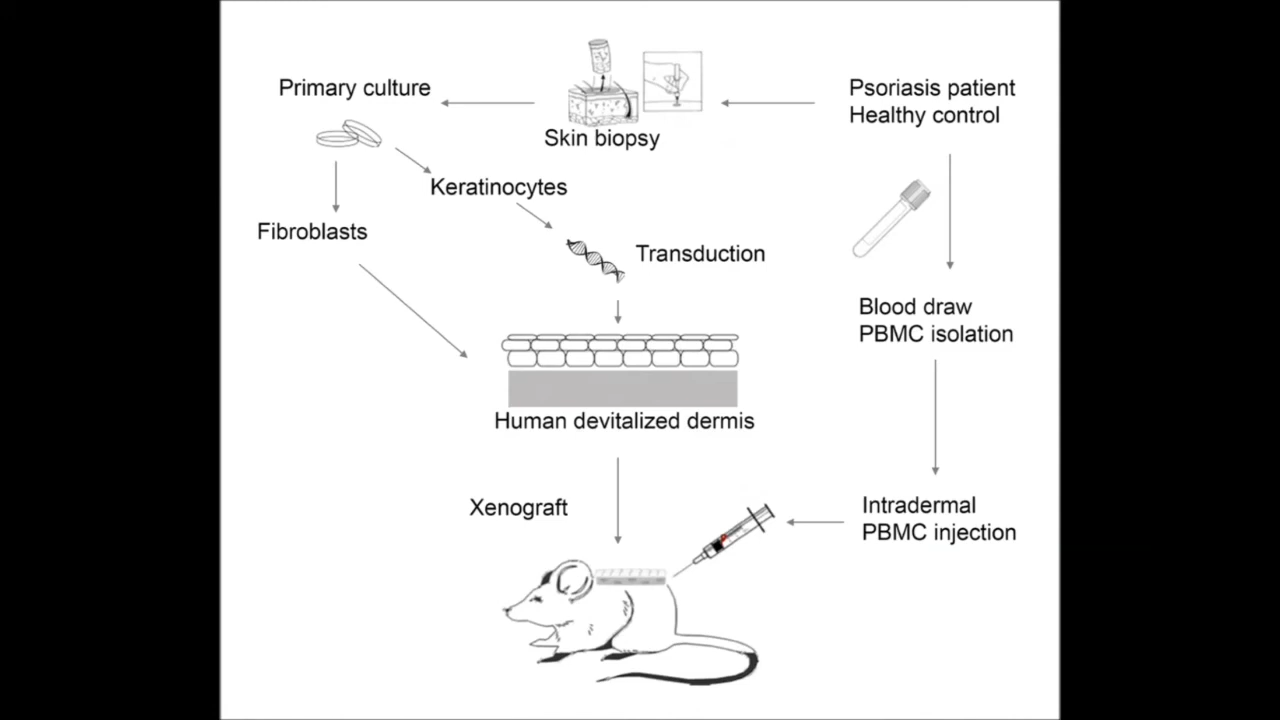 Primary culture
Skin biopsy
Psoriasis patient
Healthy control
Keratinocytes
Fibroblasts
Transduction
Blood draw
PBMC isolation
Human devitalized dermis
Xenograft
Intradermal
PBMC injection